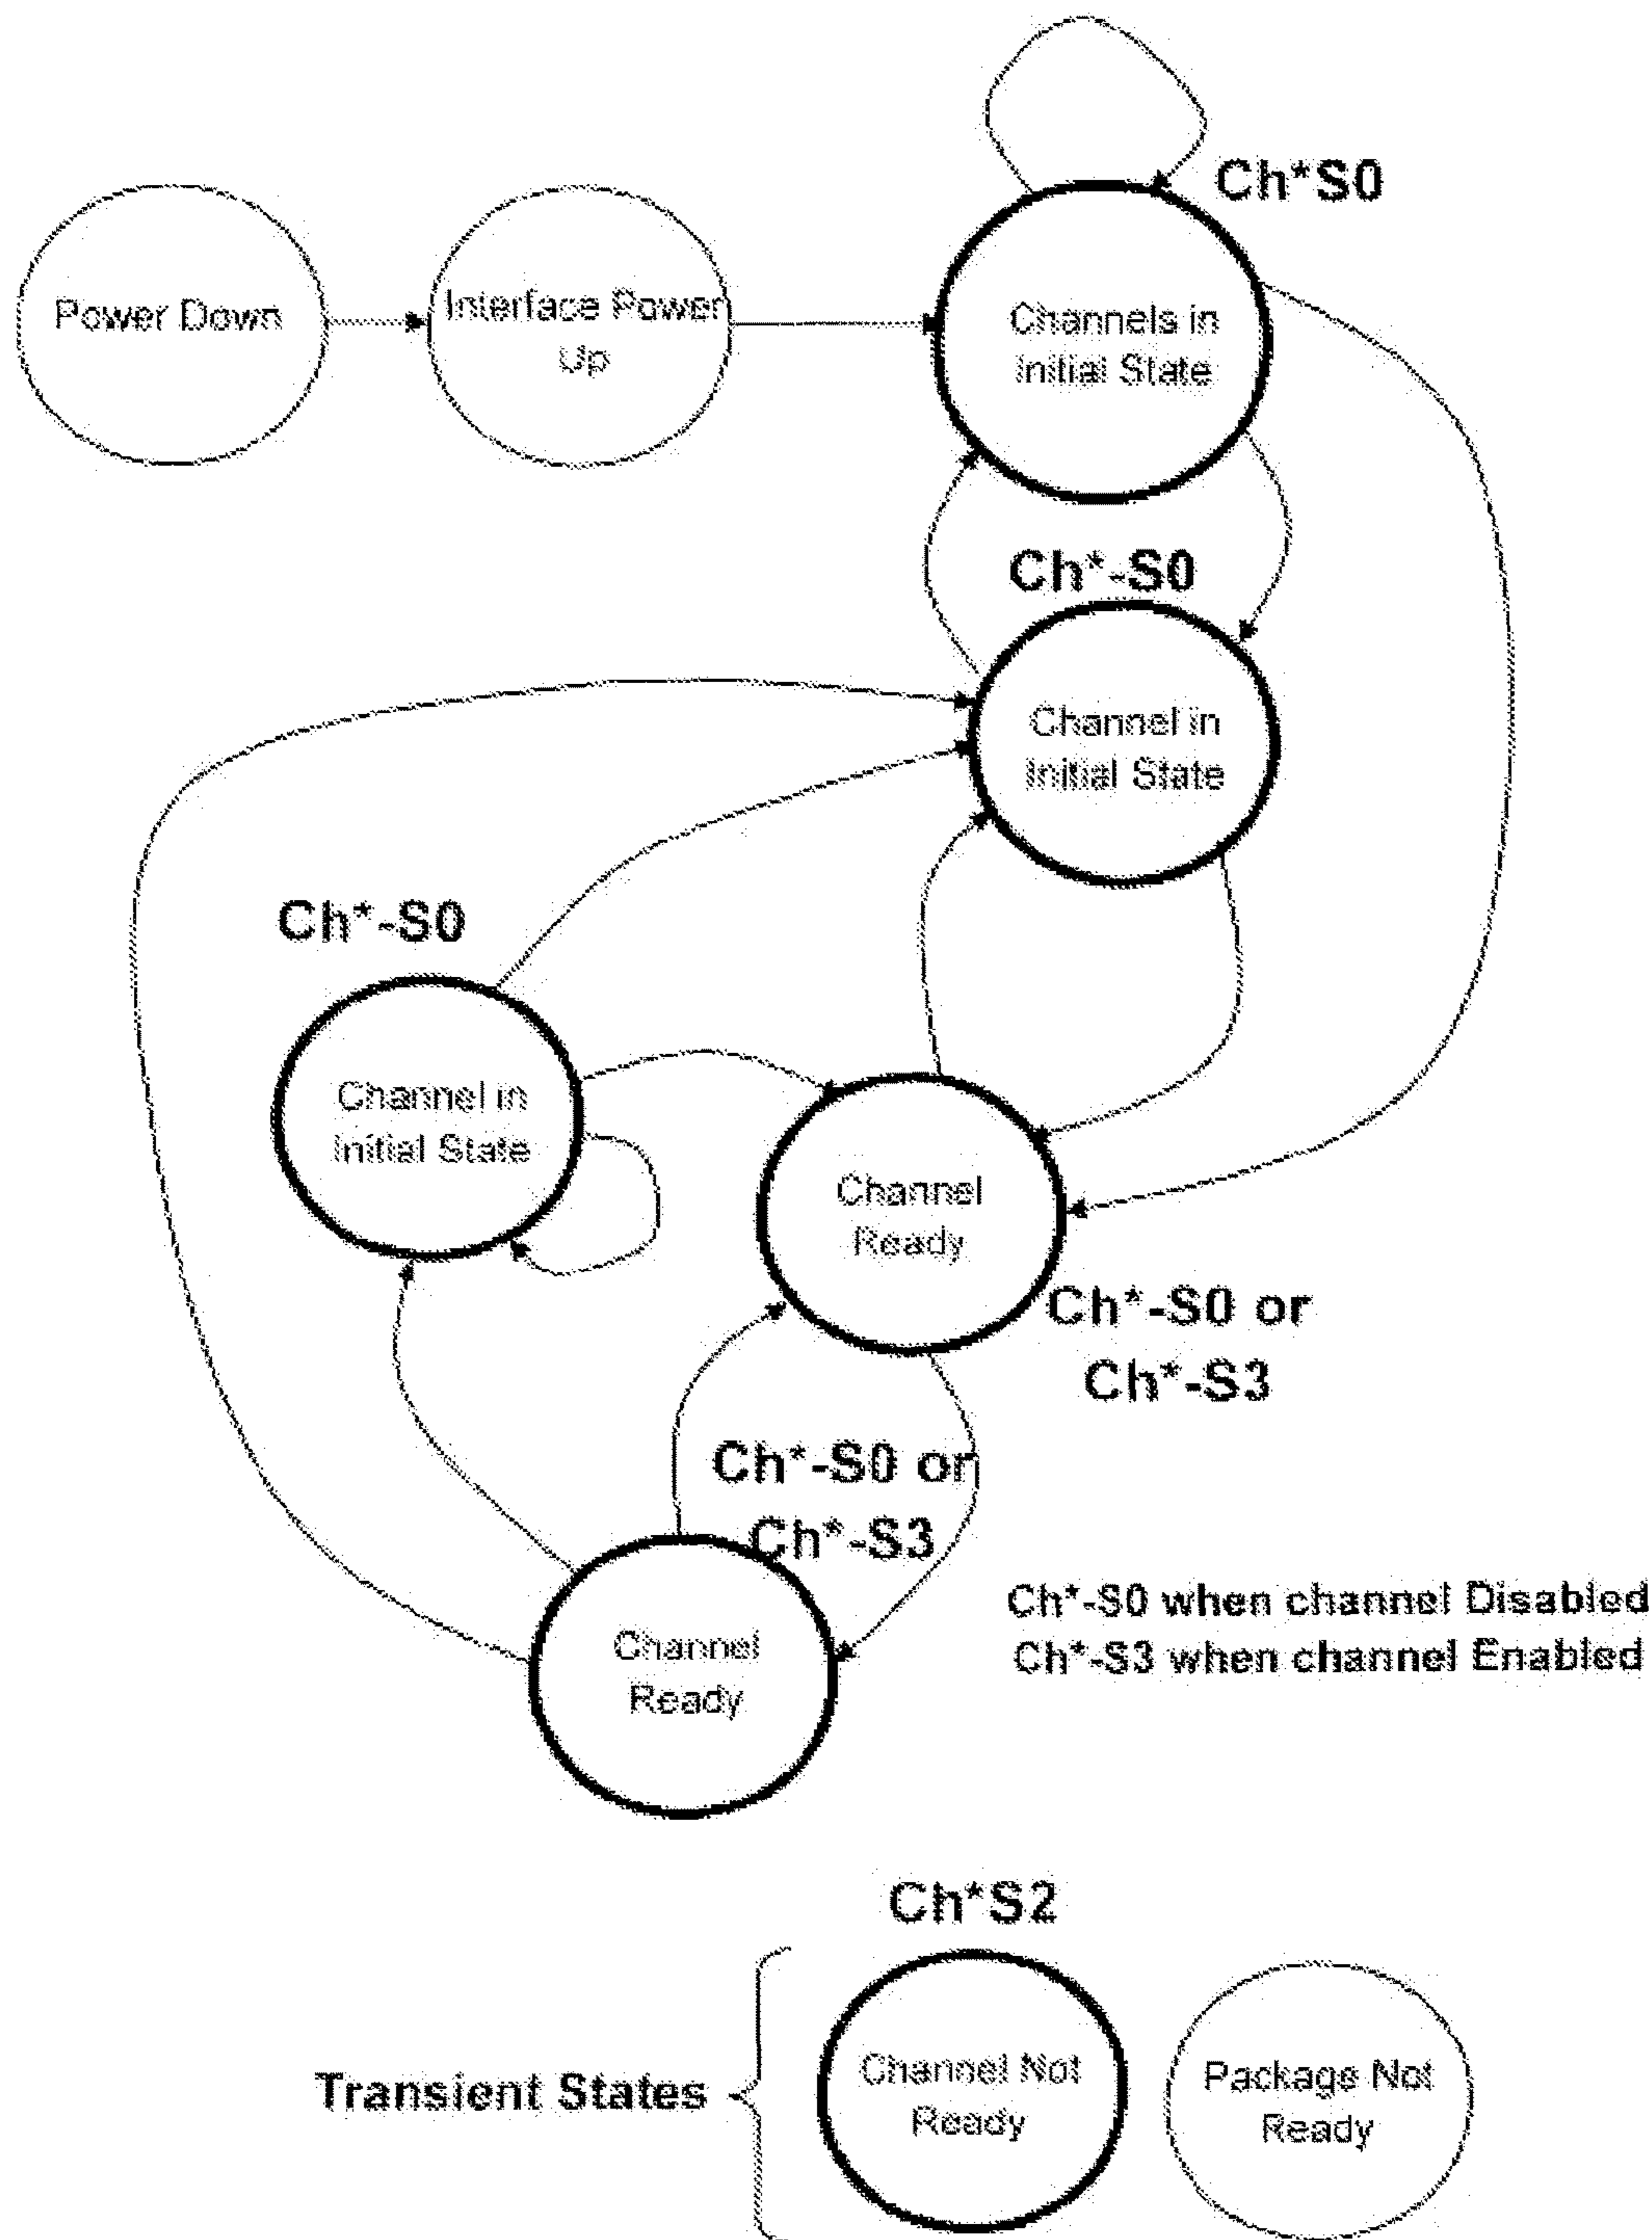 Ch*S0
Power Down
Interface Power
Up
Channels in
Initial State
Ch*-S0
Channel in
Initial State
Ch*-S0
Channel in
Initial State
Channel
Ready
Ch*-S0 or
Ch*-S3
Ch*-S0 or
Ch*-S3
Channel
Ready
Ch*-S0 when channel Disabled
Ch*-S3 when channel Enabled
Ch*S2
Transient States
Channel Not
Ready
Package Not
Ready